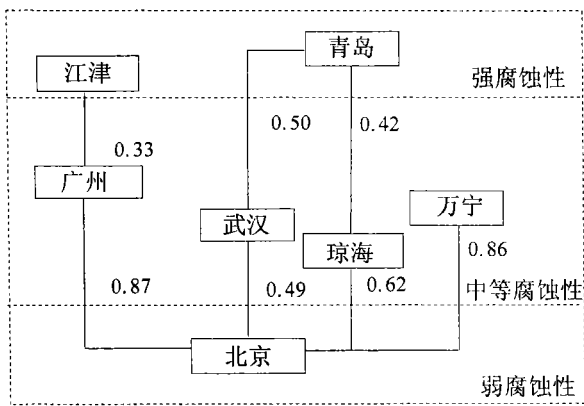 青岛
江津
强腐蚀性
0.50
0.42
0.33
广州
万宁
武汉
琼海
0.86
0.87
0.49
0.62
中等腐蚀性
北京
弱腐蚀性